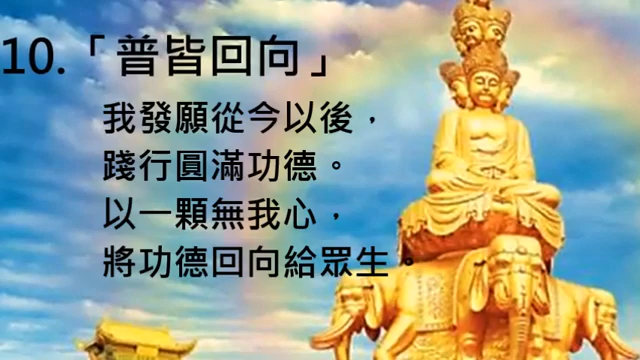 10.「普皆回向」
我發願從今以後，
踐行圓滿功德。
以一顆無我心，
將功德回向給眾生。